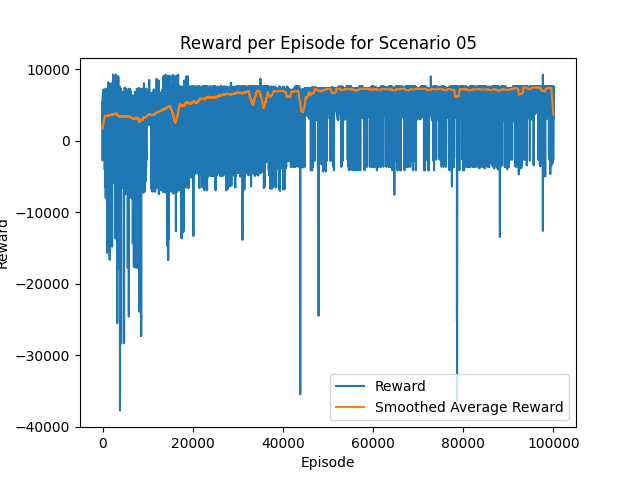 Reward per Episode for Scenario 05
10000
0
−10000
−20000
−30000
−40000
Reward
0
20000
40000
60000
80000
100000
Episode
Reward
Smoothed Average Reward